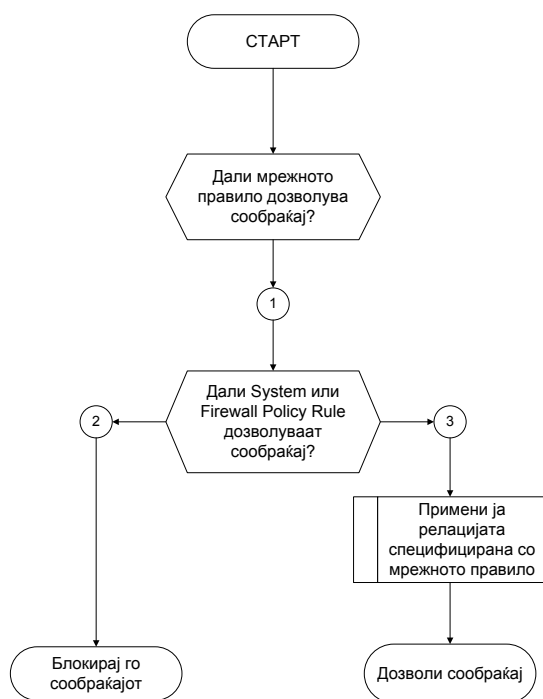 СТАРТ
Дали мрежното
правило дозволува
сообраќај?
1
Дали System или
Firewall Policy Rule
дозволуваат
сообраќај?
2
3
Примени ја
релацијата
специфицирана со
мрежното правило
Блокирај го
сообраќајот
Дозволи сообраќај